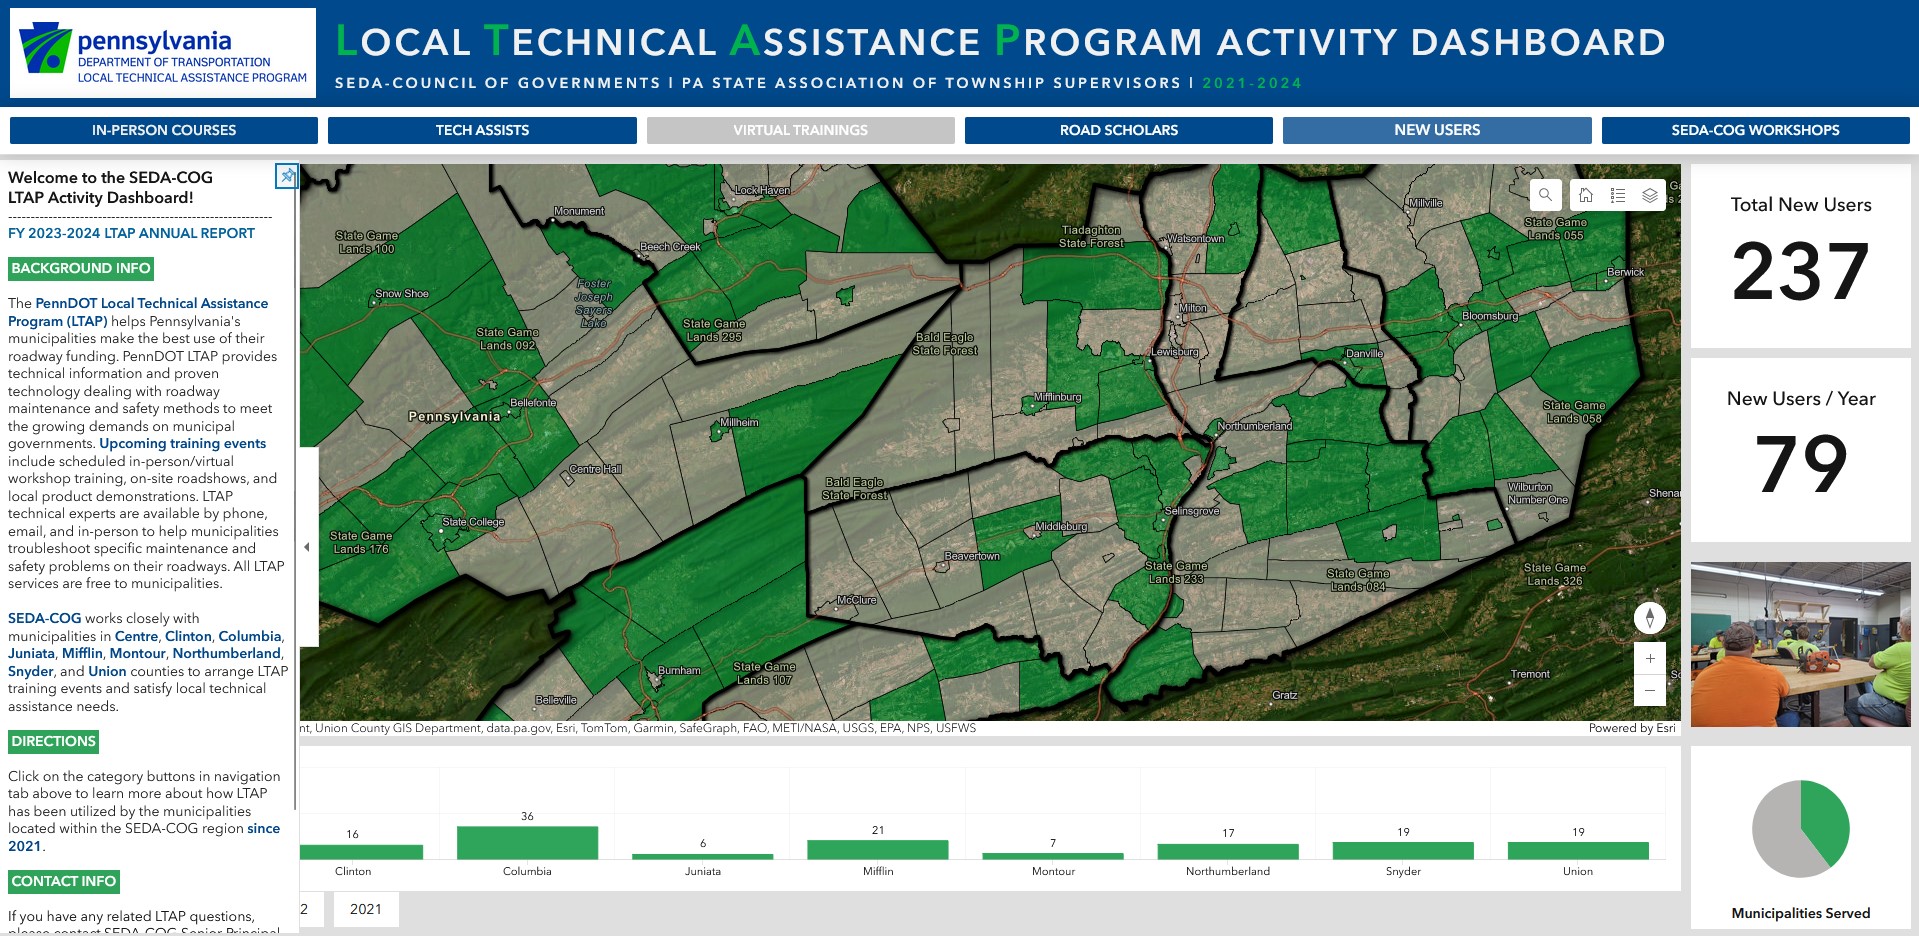 pennsylvania
DEPARTMENT OF TRANSPORTATION
LOCAL TECHNICAL ASSISTANCE PROGRAM
LOCAL TECHNICAL ASSISTANCE PROGRAM ACTIVITY DASHBOARD
SEDA-COUNCIL OF GOVERNMENTS | PA STATE ASSOCIATION OF TOWNSHIP SUPERVISORS | 2021-2024
IN-PERSON COURSES
TECH ASSISTS
VIRTUAL TRAININGS
ROAD SCHOLARS
NEW USERS
SEDA-COG WORKSHOPS
Welcome to the SEDA-COG
LTAP Activity Dashboard!
FY 2023-2024 LTAP ANNUAL REPORT
BACKGROUND INFO
The PennDOT Local Technical Assistance
Program (LTAP) helps Pennsylvania's
municipalities make the best use of their
roadway funding. PennDOT LTAP provides
technical information and proven
technology dealing with roadway
maintenance and safety methods to meet
the growing demands on municipal
governments. Upcoming training events
include scheduled in-person/virtual
workshop training, on-site roadshows, and
local product demonstrations. LTAP
technical experts are available by phone,
email, and in-person to help municipalities
troubleshoot specific maintenance and
safety problems on their roadways. All LTAP
services are free to municipalities.
SEDA-COG works closely with
municipalities in Centre, Clinton, Columbia,
Juniata, Mifflin, Montour, Northumberland,
Snyder, and Union counties to arrange LTAP
training events and satisfy local technical
assistance needs.
DIRECTIONS
Click on the category buttons in navigation
tab above to learn more about how LTAP
has been utilized by the municipalities
located within the SEDA-COG region since
2021.
CONTACT INFO
If you have any related LTAP questions,
please contact SEDA-COG Senior Principal
Lock Haven
Monument
State Game
Lands 100
Beech Creek
Tiadaghton
State Forest
Watsontown
Millville
State Game
Lands 055
Berwick
Snow Shoe
Foster
Joseph
Sayers
Lake
State Game
Lands 092
State Game
Lands 295
Bald Eagle
State Forest
Milton
Bloomsburg
Lewisburg
Danville
Pennsylvania
Bellefonte
Millheim
Mifflinburg
Northumberland
State Game
Lands 058
Centre Hall
Bald Eagle
State Forest
Wilburton
Number One
Shenan
State College
Selinsgrove
State Game
Lands 176
Middleburg
Beavertown
State Game
Lands 233
State Game
Lands 084
State Game
Lands 326
McClure
Burnham
State Game
Lands 107
Belleville
Gratz
Tremont
nt, Union County GIS Department, data.pa.gov, Esri, TomTom, Garmin, SafeGraph, FAO, METI/NASA, USGS, EPA, NPS, USFWS
Powered by Esri
16
36
6
21
7
17
19
19
Clinton
Columbia
Juniata
Mifflin
Montour
Northumberland
Snyder
Union
2
2021
Total New Users
237
New Users / Year
79
Municipalities Served